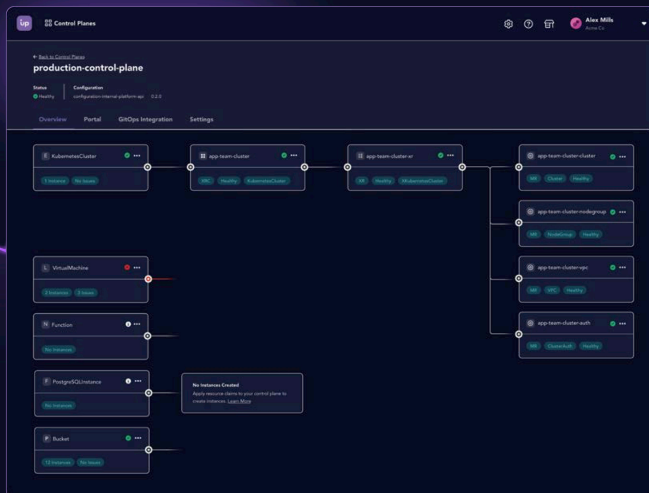 up
Control Planes
Alex Mills
Acme Co
← Back to Control Planes
production-control-plane
Status
Healthy
Configuration
configuration-internal-platform-api 0.2.0
Overview Portal GitOps Integration Settings
K KubernetesCluster
1 Instance No Issues
app-team-cluster
XRC Healthy KubernetesCluster
app-team-cluster-xr
XR Healthy XKubernetesCluster
app-team-cluster-cluster
MR Cluster Healthy
app-team-cluster-nodegroup
MR NodeGroup Healthy
L VirtualMachine
3 Issues
app-team-cluster-vpc
MR VPC Healthy
N Function
No Instances
app-team-cluster-auth
MR ClusterAuth Healthy
F PostgreSQLInstance
No Instances
No Instances Created
Apply resource claims to your control plane to
create instances. Learn More
P Bucket
Instances No Issues